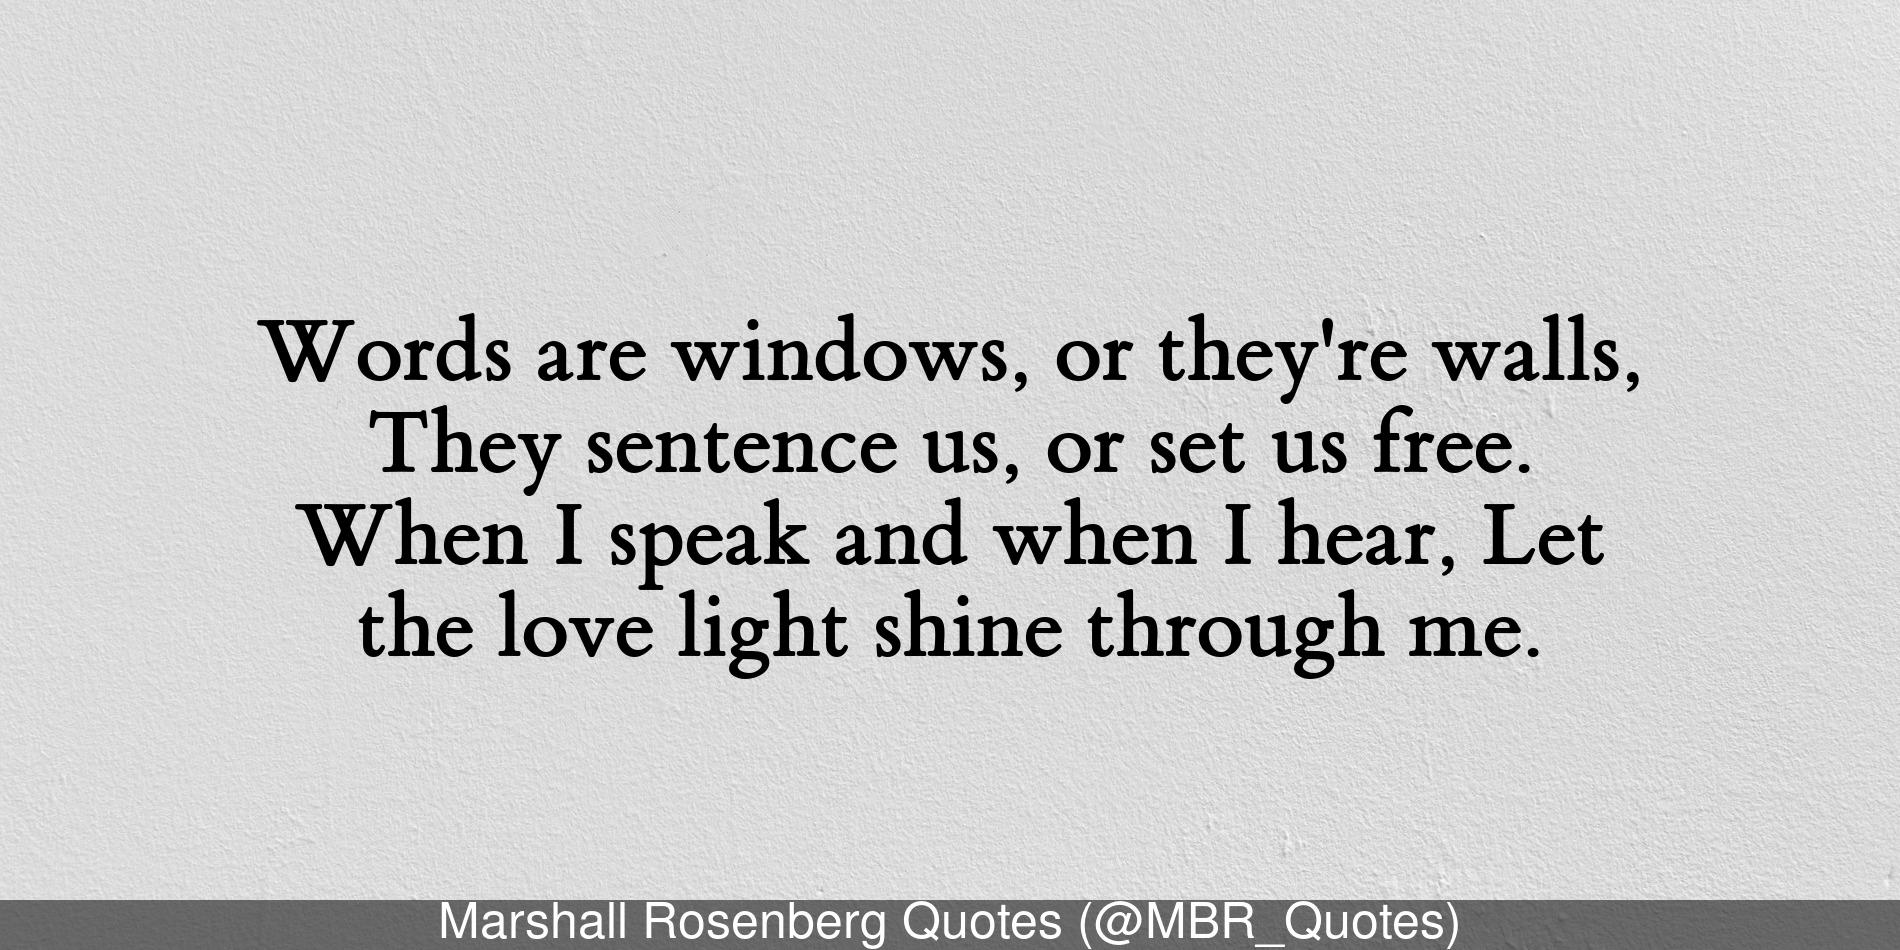 Words are windows, or they're walls,
They sentence us, or set us free.
When I speak and when I hear, Let
the love light shine through me.
Marshall Rosenberg Quotes (@MBR_Quotes)